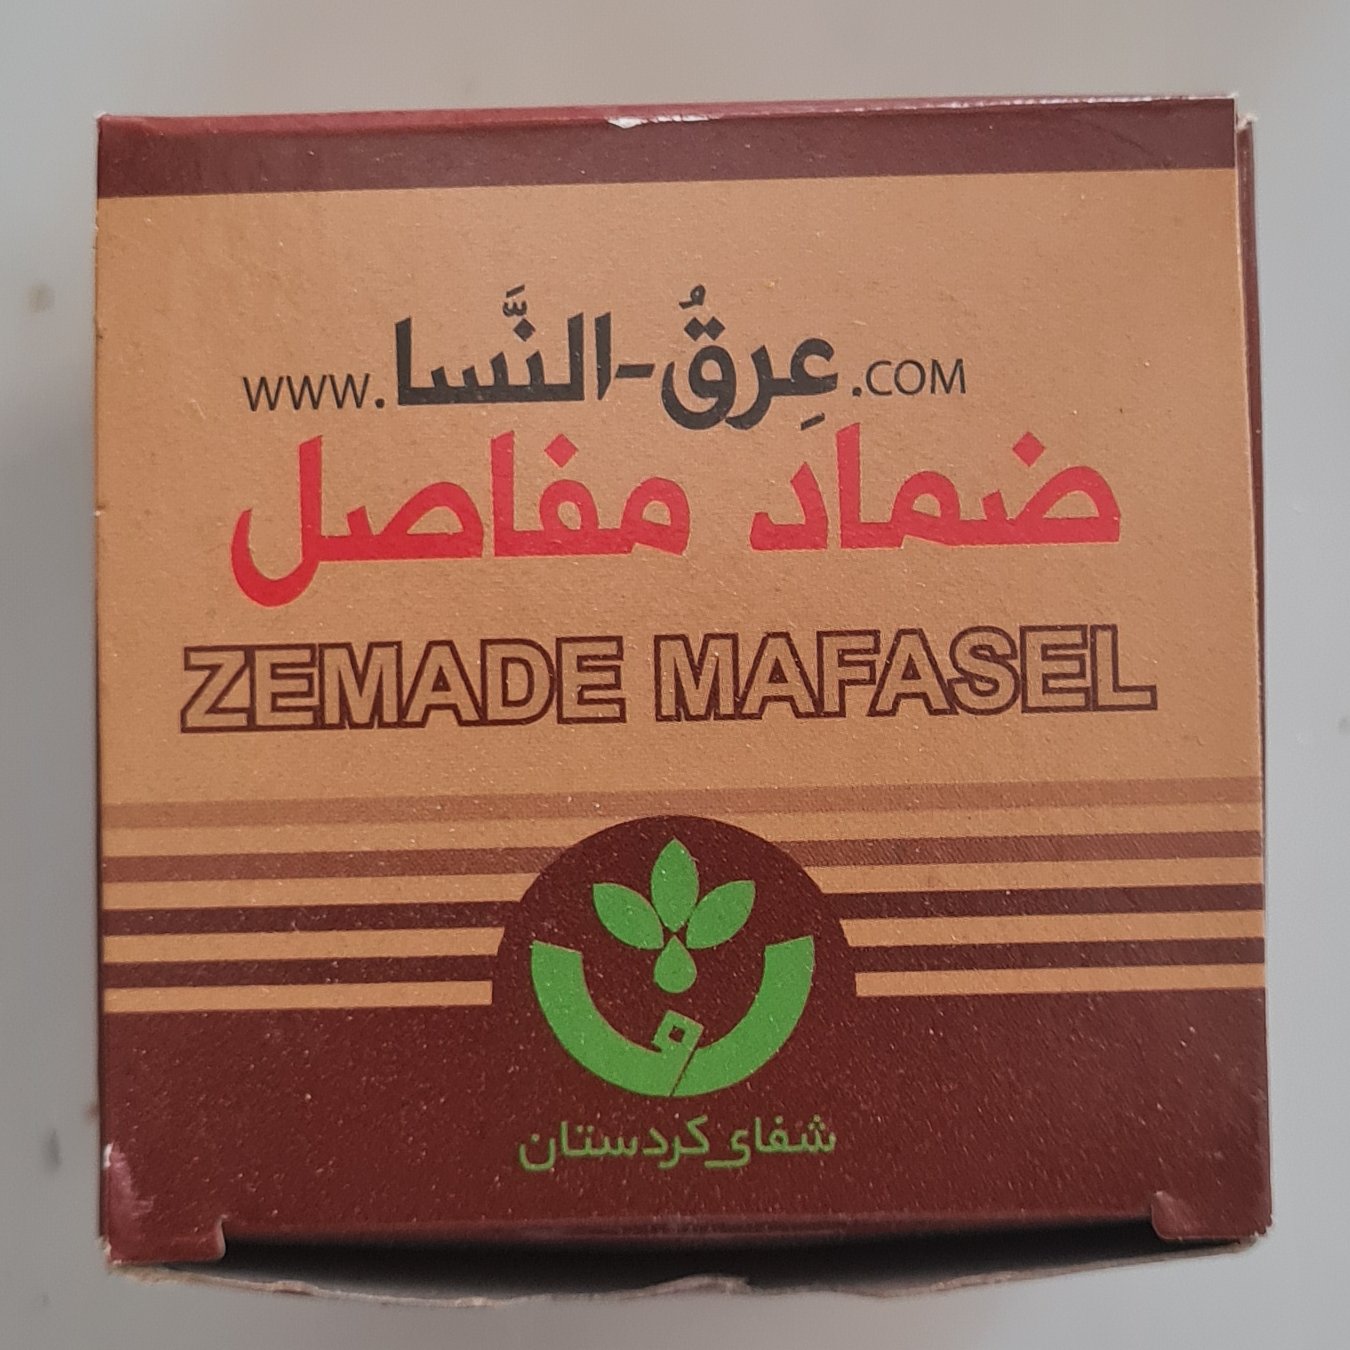 www.عِرقُ-النَّسا.COM
ضماد مفاصل
ZEMADE MAFASEL
شفای کردستان